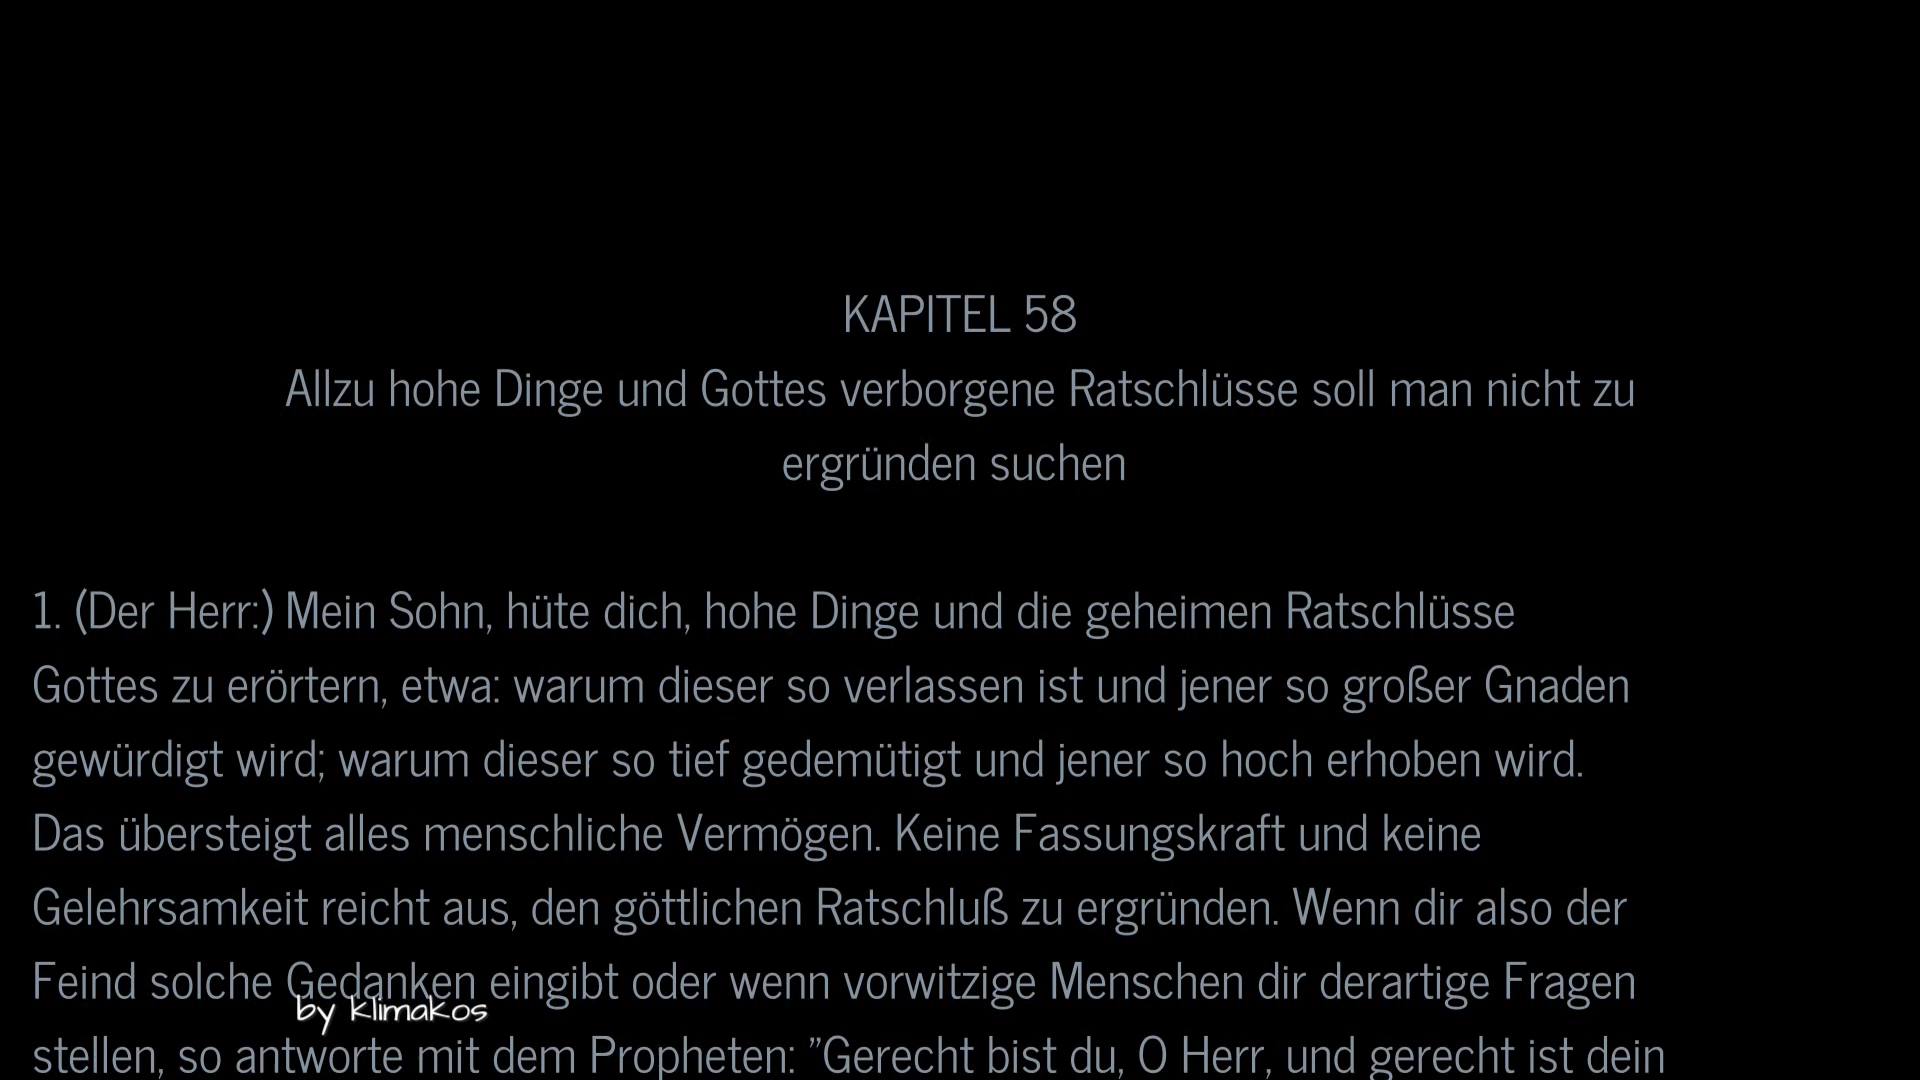 KAPITEL 58
Allzu hohe Dinge und Gottes verborgene Ratschlüsse soll man nicht zu
ergründen suchen
1. (Der Herr:) Mein Sohn, hüte dich, hohe Dinge und die geheimen Ratschlüsse
Gottes zu erörtern, etwa: warum dieser so verlassen ist und jener so großer Gnaden
gewürdigt wird; warum dieser so tief gedemütigt und jener so hoch erhoben wird.
Das übersteigt alles menschliche Vermögen. Keine Fassungskraft und keine
Gelehrsamkeit reicht aus, den göttlichen Ratschluß zu ergründen. Wenn dir also der
Feind solche Gedanken eingibt oder wenn vorwitzige Menschen dir derartige Fragen
by klimakos
stellen, so antworte mit dem Propheten: ”Gerecht bist du, O Herr, und gerecht ist dein